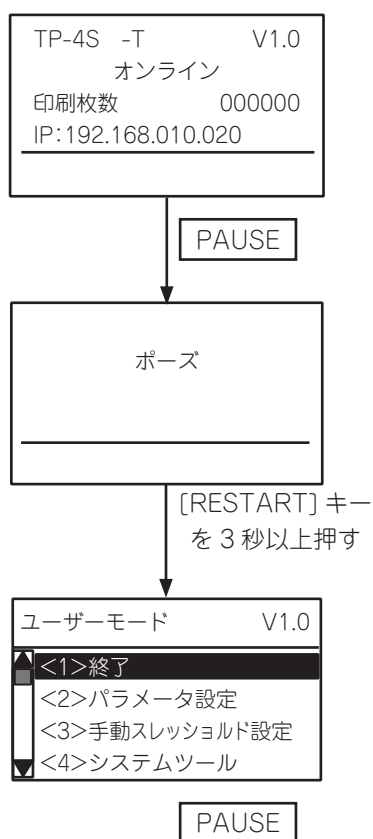 TP-4S -T V1.0
オンライン
印刷枚数 000000
IP:192.168.010.020
PAUSE
ポーズ
[RESTART] キー
を 3 秒以上押す
ユーザーモード V1.0
<1>終了
<2>パラメータ設定
<3>手動スレッショルド設定
<4>システムツール
PAUSE